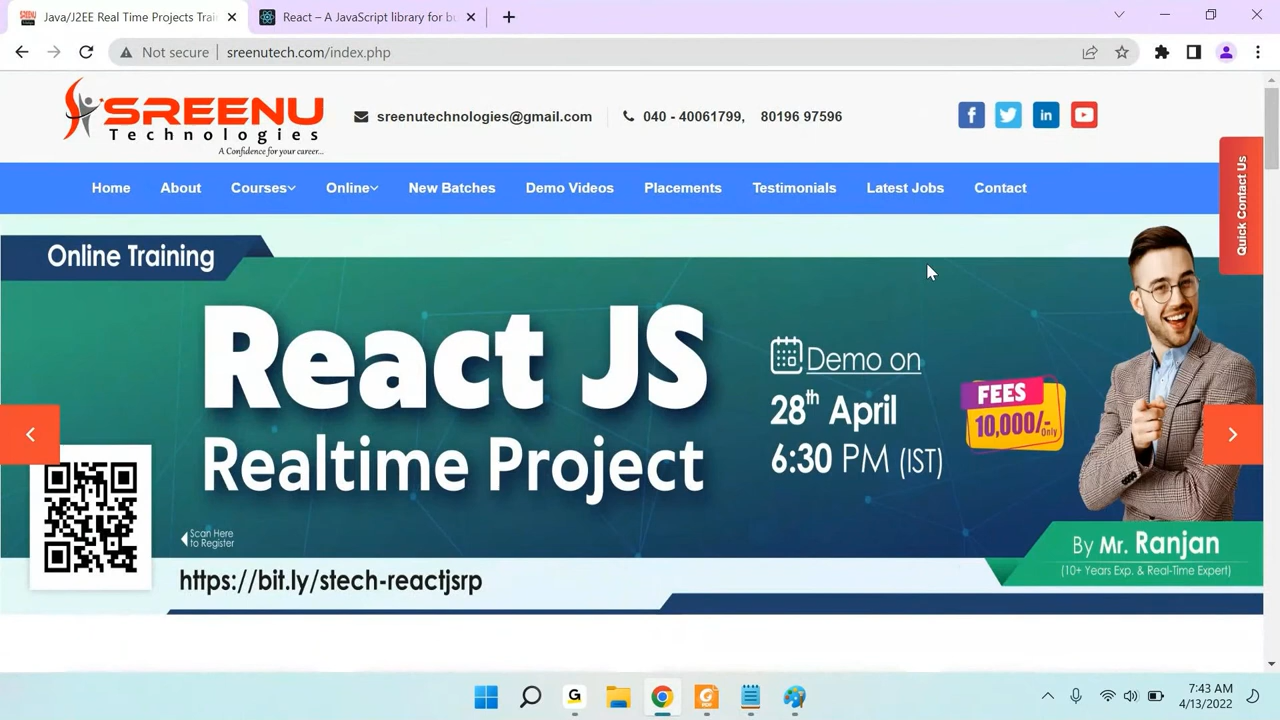 Java/J2EE Real Time Projects Trai
React – A JavaScript library for b
Not secure
sreenutech.com/index.php
SREENU
Technologies
A Confidence for your career...
sreenutechnologies@gmail.com
040 - 40061799, 80196 97596
Home About Courses Online New Batches Demo Videos Placements Testimonials Latest Jobs Contact
Quick Contact Us
Online Training
React JS
Realtime Project
Demo on
28th April
6:30 PM (IST)
FEES
10,000/-
Only
Scan Here
to Register
https://bit.ly/stech-reactjsrp
By Mr. Ranjan
(10+ Years Exp. & Real-Time Expert)
7:43 AM
4/13/2022